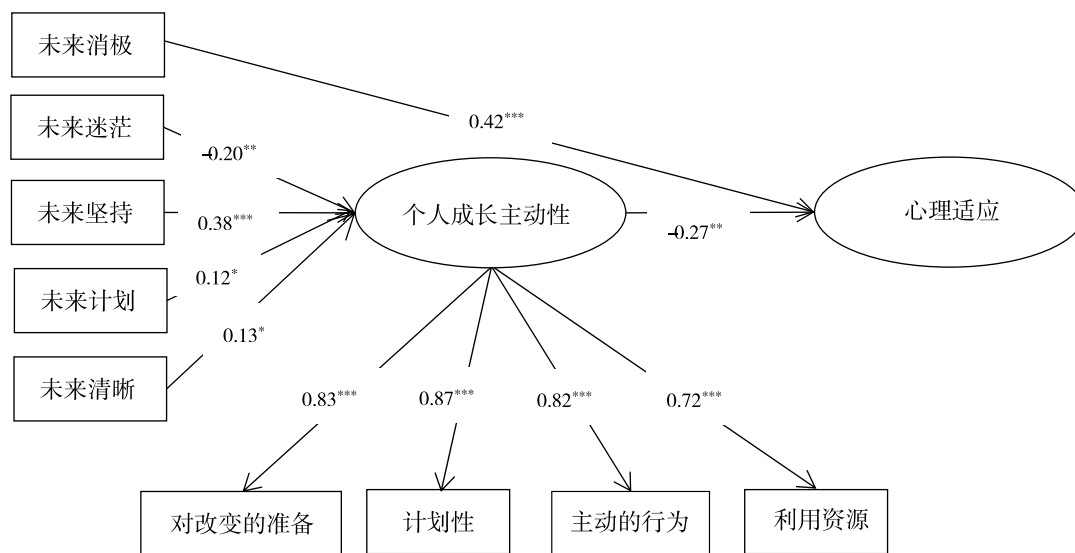 未来消极
未来迷茫
0.42***
-0.20**
未来坚持
0.38***
个人成长主动性
-0.27**
心理适应
未来计划
0.12*
未来清晰
0.13*
0.83***
0.87***
0.82***
0.72***
对改变的准备
计划性
主动的行为
利用资源